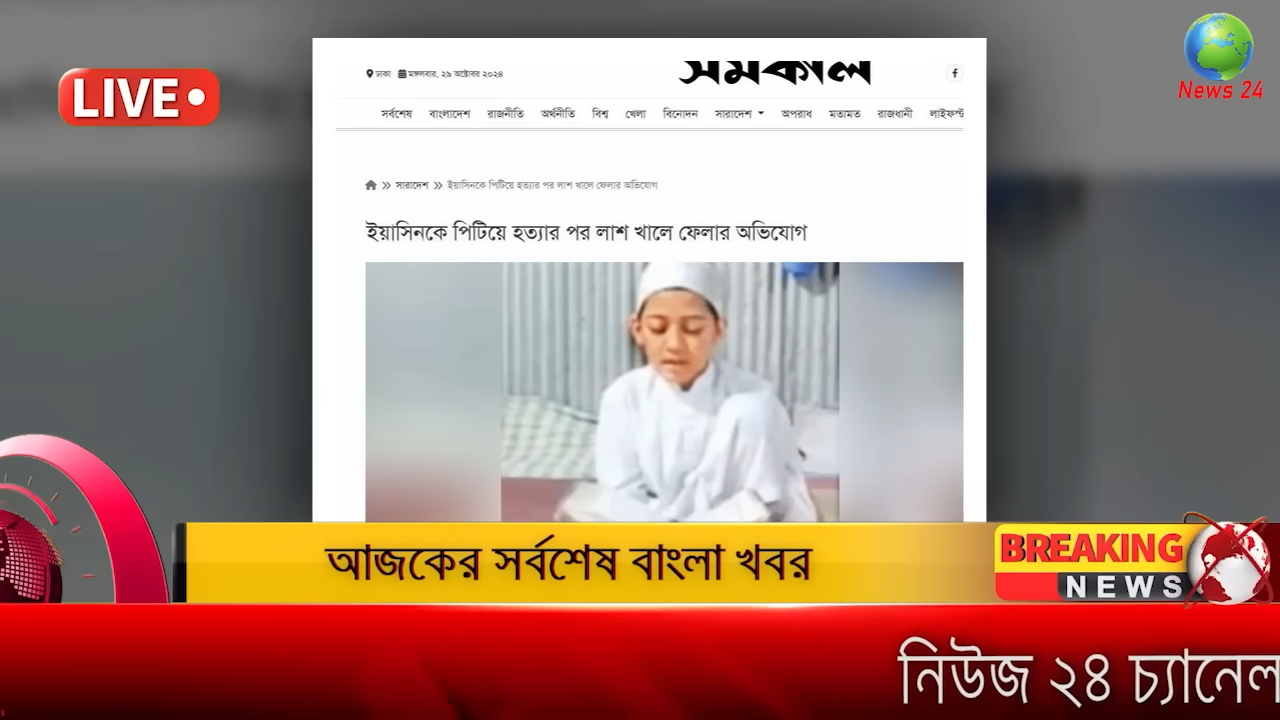 LIVE
News 24
ঢাকা মঙ্গলবার, ২৯ অক্টোবর ২০২৪
সমকাল
সর্বশেষ বাংলাদেশ রাজনীতি অর্থনীতি বিশ্ব খেলা বিনোদন সারাদেশ অপরাধ মতামত রাজধানী লাইফস্ট
সারাদেশ » ইয়াসিনকে পিটিয়ে হত্যার পর লাশ খালে ফেলার অভিযোগ
ইয়াসিনকে পিটিয়ে হত্যার পর লাশ খালে ফেলার অভিযোগ
আজকের সর্বশেষ বাংলা খবর
BREAKING
NEWS
নিউজ ২৪ চ্যানেল